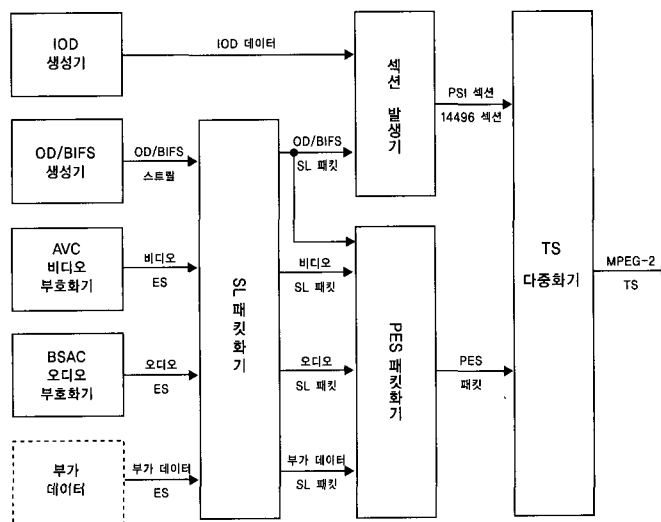 IOD
생성기
IOD 데이터
섹션 발생기
PSI 섹션
14496 섹션
OD/BIFS
생성기
OD/BIFS
스트릴
OD/BIFS
SL 패킷
AVC
비디오
부호화기
비디오
ES
SL 패킷화기
비디오
SL 패킷
PES 패킷화기
TS
다중화기
MPEG-2
TS
BSAC
오디오
부호화기
오디오
ES
오디오
SL 패킷
PES
패킷
부가
데이터
부가 데이터
ES
부가 데이터
SL 패킷